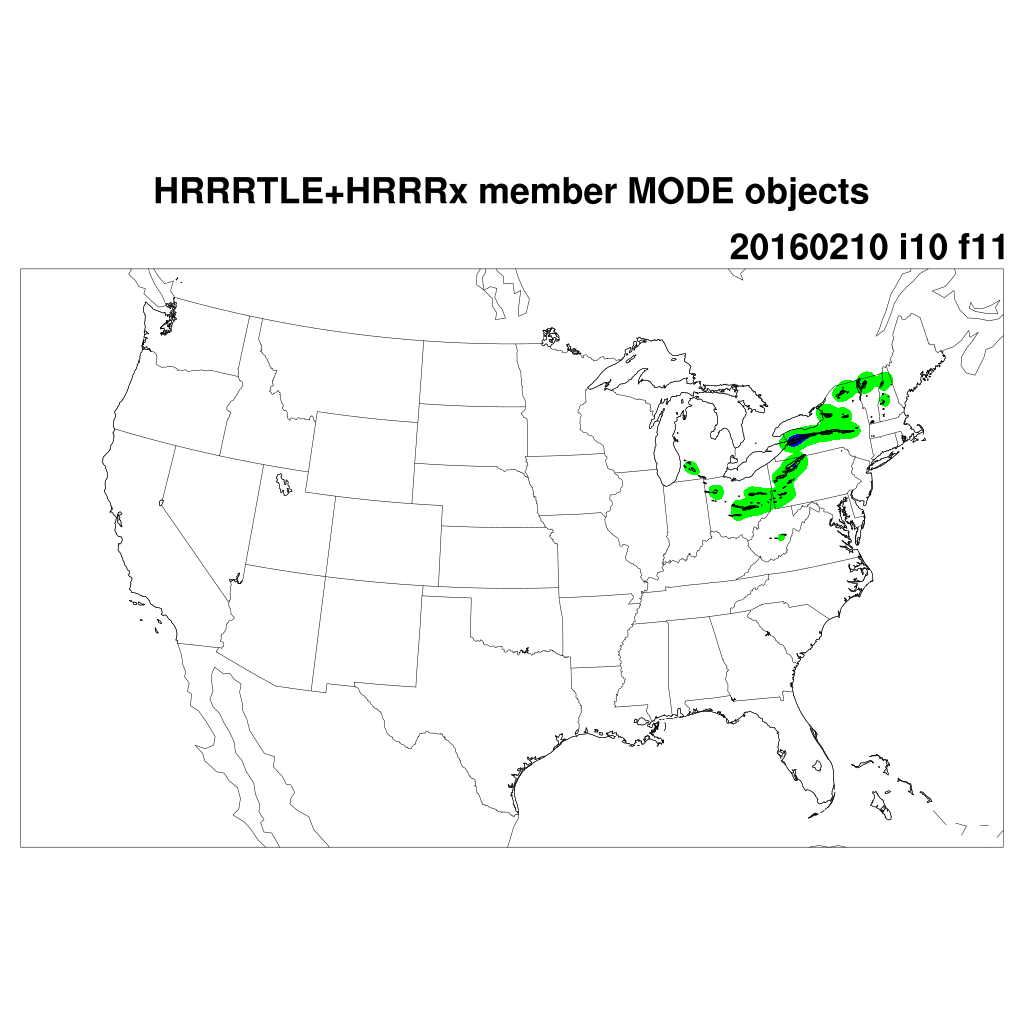 HRRRTLE+HRRRx member MODE objects
20160210 i10 f11